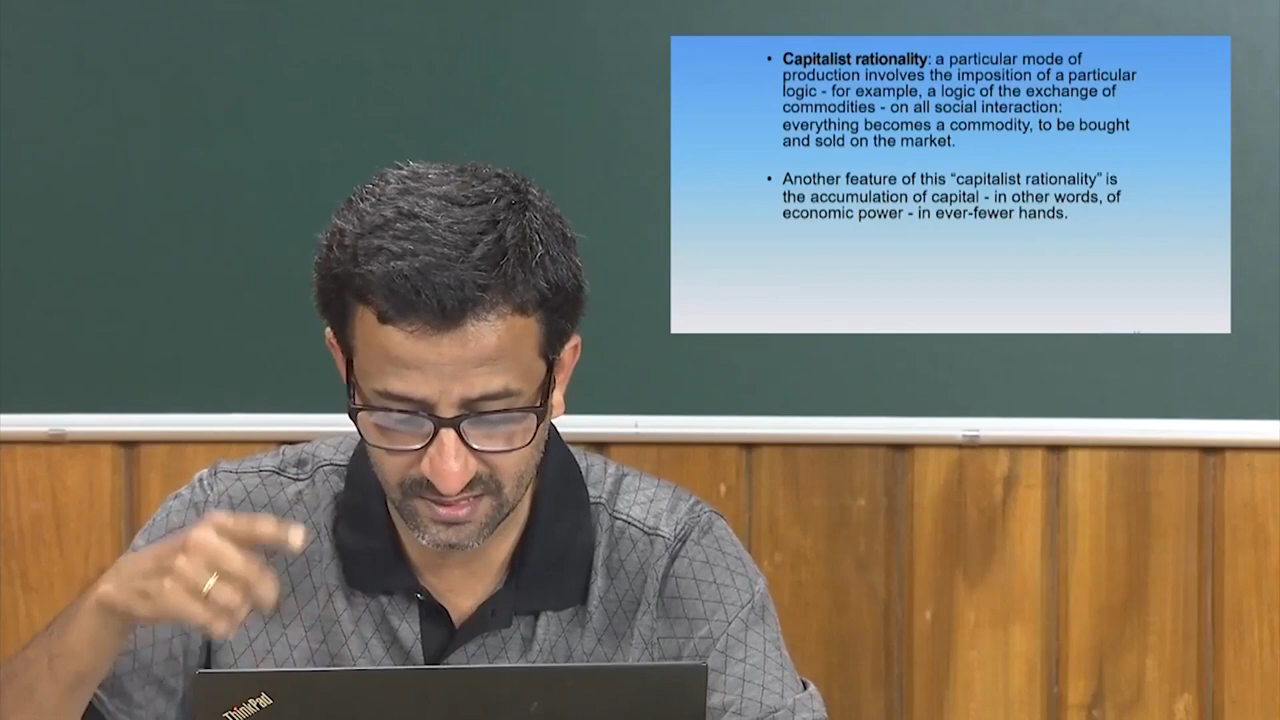 • Capitalist rationality: a particular mode of
production involves the imposition of a particular
logic - for example, a logic of the exchange of
commodities - on all social interaction:
everything becomes a commodity, to be bought
and sold on the market.
• Another feature of this “capitalist rationality” is
the accumulation of capital - in other words, of
economic power - in ever-fewer hands.
ThinkPad